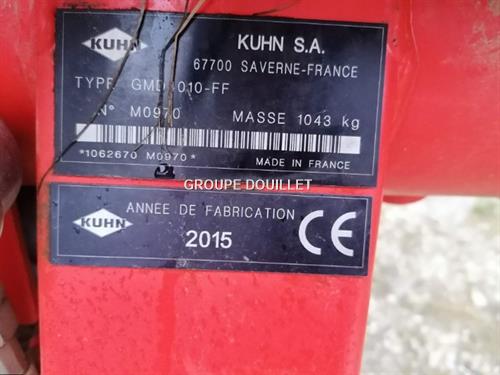 KUHN
KUHN S.A.
67700 SAVERNE-FRANCE
TYPE
N° M0970
MASSE 1043 kg
*1062670 M0970*
MADE IN FRANCE
GROUPE DOUILLET
KUHN
ANNÉE DE FABRICATION
2015
CE